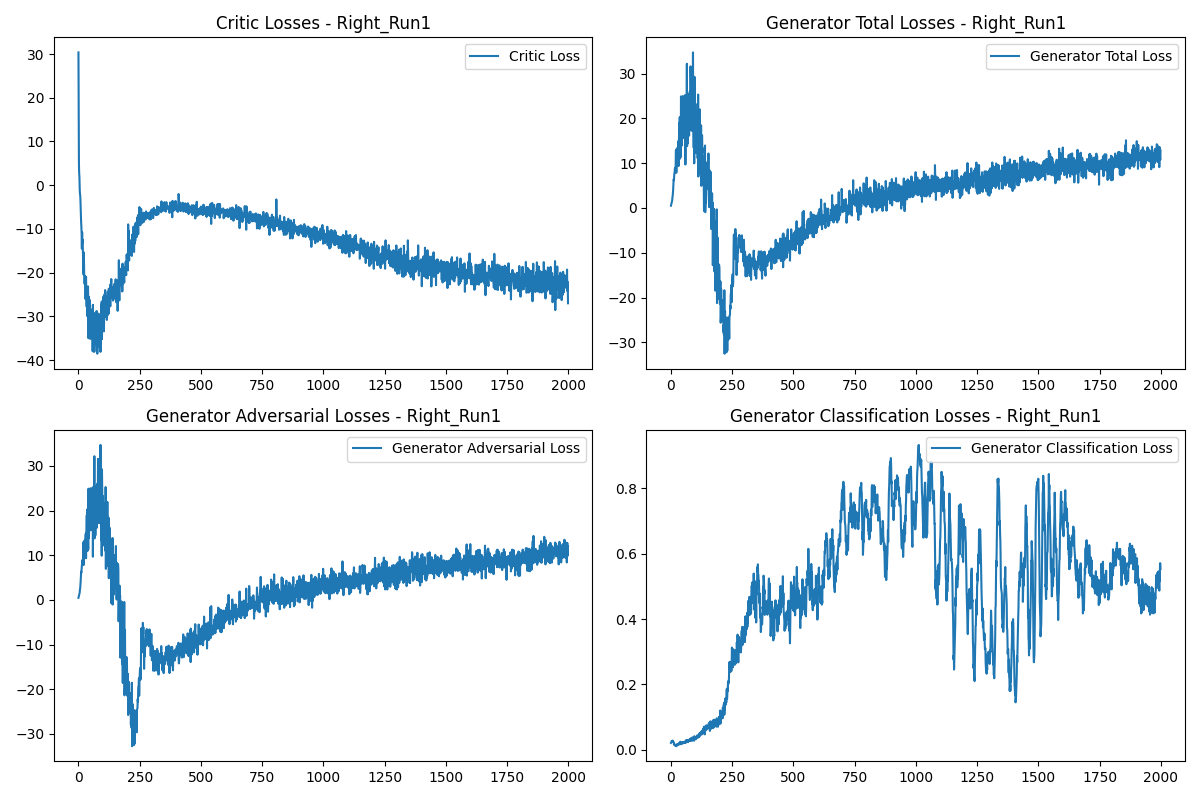 Critic Losses - Right_Run1
Critic Loss
30
20
10
0
−10
−20
−30
−40
0 250 500 750 1000 1250 1500 1750 2000
Generator Total Losses - Right_Run1
Generator Total Loss
30
20
10
0
−10
−20
−30
0 250 500 750 1000 1250 1500 1750 2000
Generator Adversarial Losses - Right_Run1
Generator Adversarial Loss
30
20
10
0
−10
−20
−30
0 250 500 750 1000 1250 1500 1750 2000
Generator Classification Losses - Right_Run1
Generator Classification Loss
0.8
0.6
0.4
0.2
0.0
0 250 500 750 1000 1250 1500 1750 2000